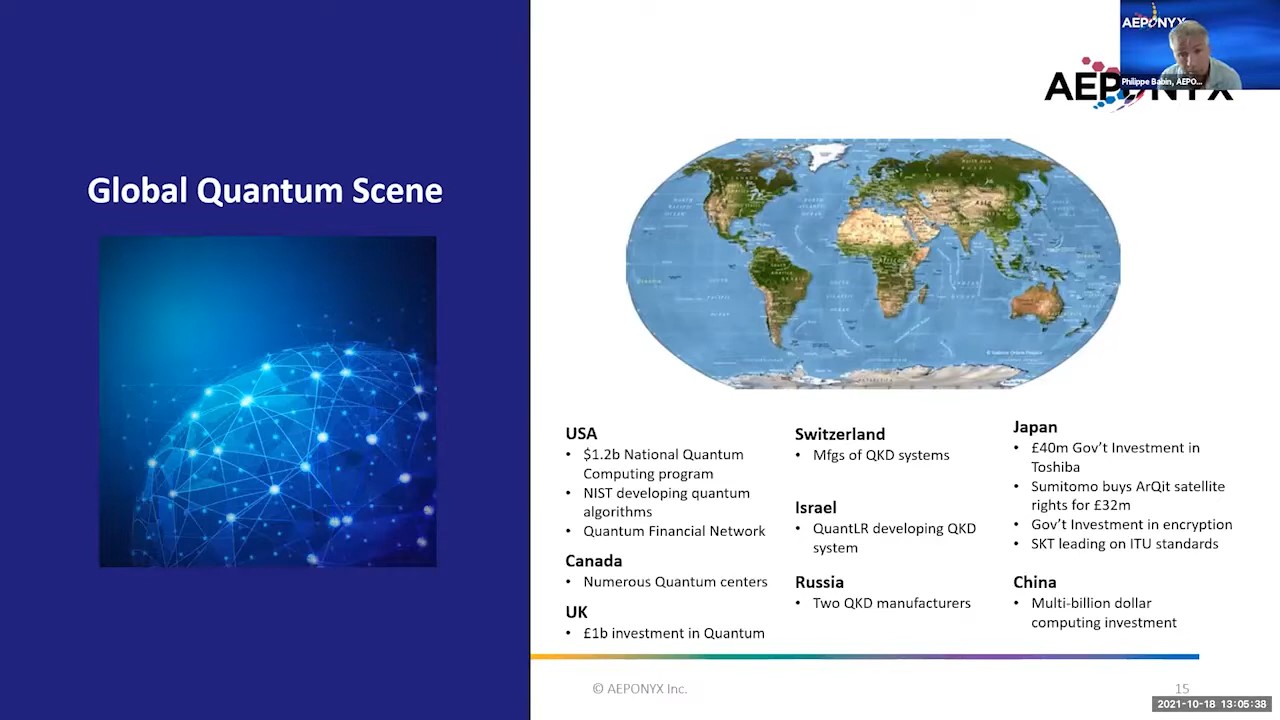 AEPONYX
Philippe Babin, AEPO...
AEPONYX
Global Quantum Scene
USA
• $1.2b National Quantum
Computing program
• NIST developing quantum
algorithms
• Quantum Financial Network
Canada
• Numerous Quantum centers
UK
• £1b investment in Quantum
Switzerland
• Mfgs of QKD systems
Israel
• QuantLR developing QKD
system
Russia
• Two QKD manufacturers
Japan
• £40m Gov’t Investment in
Toshiba
• Sumitomo buys ArQit satellite
rights for £32m
• Gov’t Investment in encryption
• SKT leading on ITU standards
China
• Multi-billion dollar
computing investment
© AEPONYX Inc.
15
2021-10-18 13:05:38